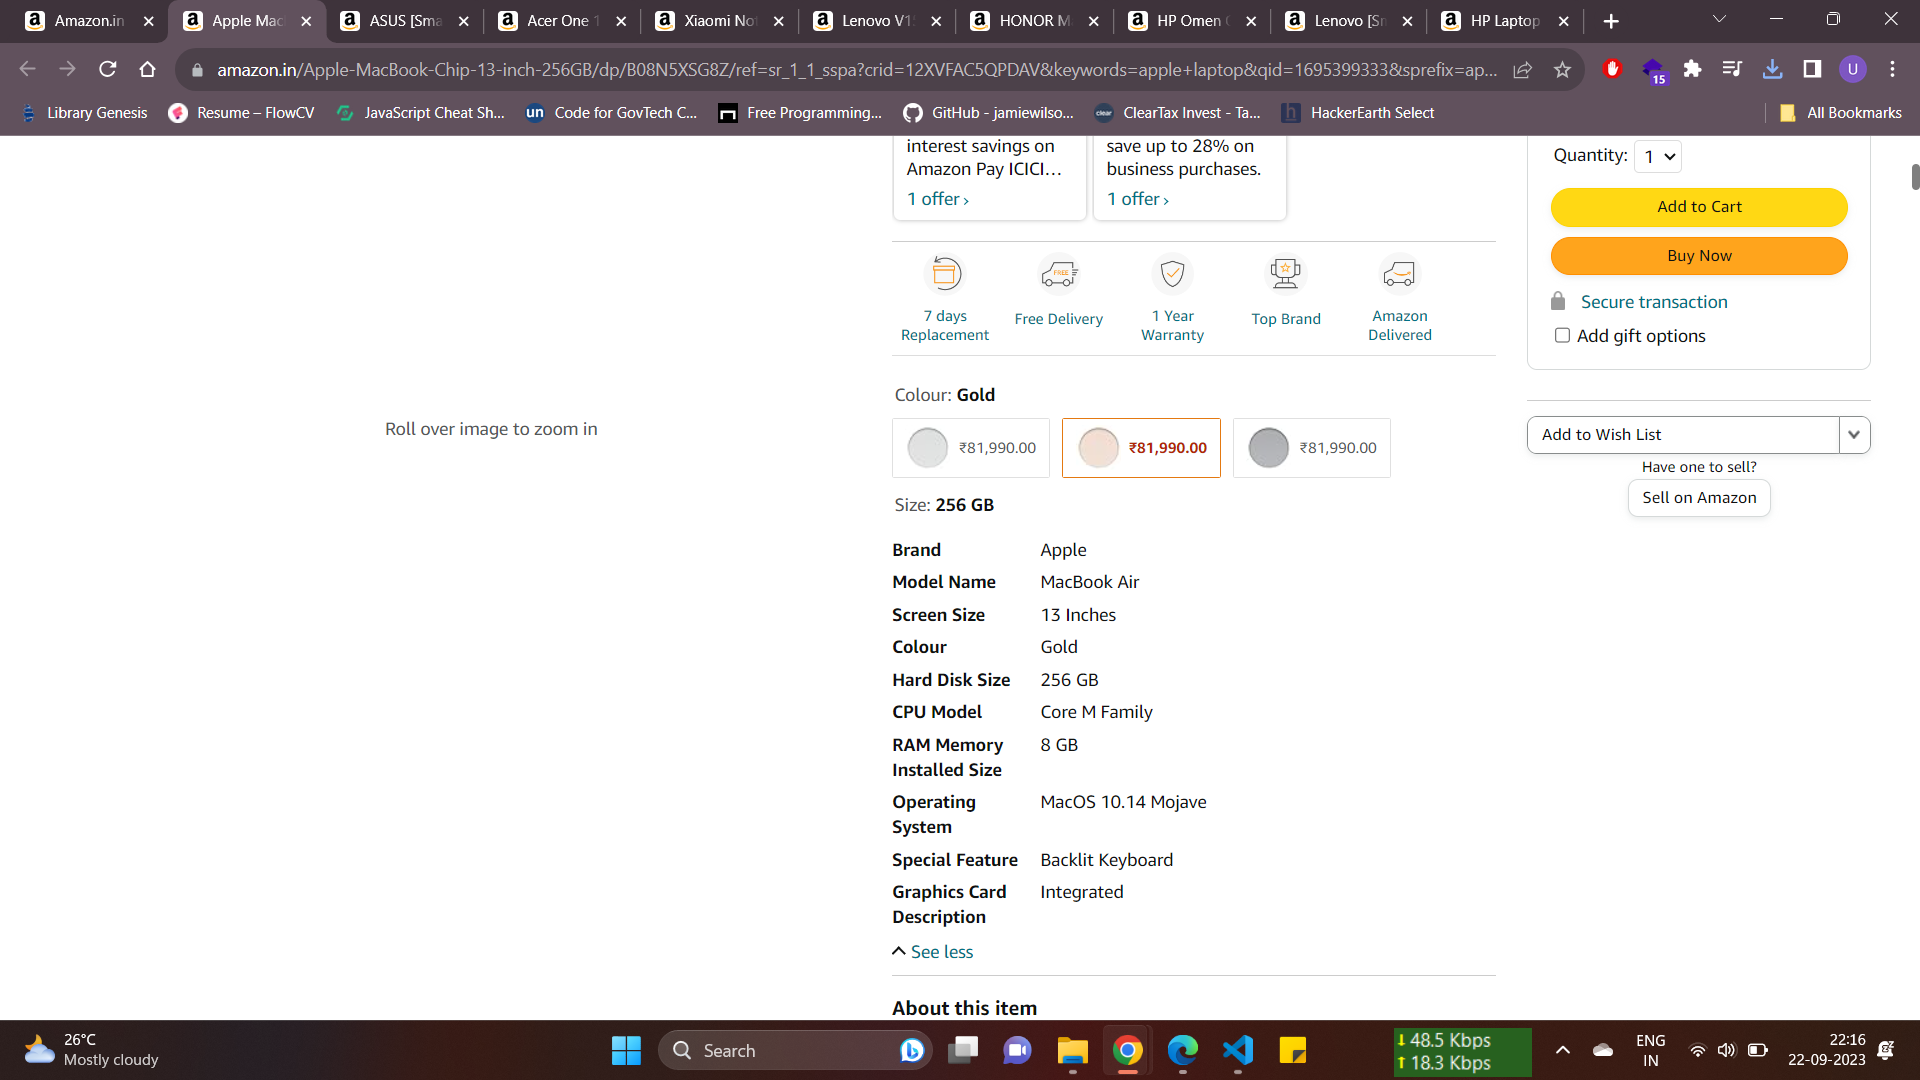 Amazon.in
Apple Mac
ASUS [Sma
Acer One 1
Xiaomi Not
Lenovo V15
HONOR M
HP Omen
Lenovo [Sn
HP Laptop
amazon.in/Apple-MacBook-Chip-13-inch-256GB/dp/B08N5XSG8Z/ref=sr_1_1_sspa?crid=12XVFAC5QPDAV&keywords=apple+laptop&qid=1695399333&sprefix=ap...
15
U
Library Genesis
Resume – FlowCV
JavaScript Cheat Sh...
un
Code for GovTech C...
Free Programming...
GitHub - jamiewilso...
clear
ClearTax Invest - Ta...
h
HackerEarth Select
All Bookmarks
interest savings on
Amazon Pay ICICI…
1 offer ›
save up to 28% on
business purchases.
1 offer ›
Quantity: 1
Add to Cart
Buy Now
Secure transaction
Add gift options
FREE
7 days
Replacement
Free Delivery
1 Year
Warranty
Top Brand
Amazon
Delivered
Colour: Gold
₹81,990.00
₹81,990.00
₹81,990.00
Add to Wish List
Have one to sell?
Sell on Amazon
Roll over image to zoom in
Size: 256 GB
Brand Apple
Model Name MacBook Air
Screen Size 13 Inches
Colour Gold
Hard Disk Size 256 GB
CPU Model Core M Family
RAM Memory 8 GB
Installed Size
Operating MacOS 10.14 Mojave
System
Special Feature Backlit Keyboard
Graphics Card Integrated
Description
See less
About this item
26°C
Mostly cloudy
Search
48.5 Kbps
18.3 Kbps
ENG
IN
22:16
22-09-2023